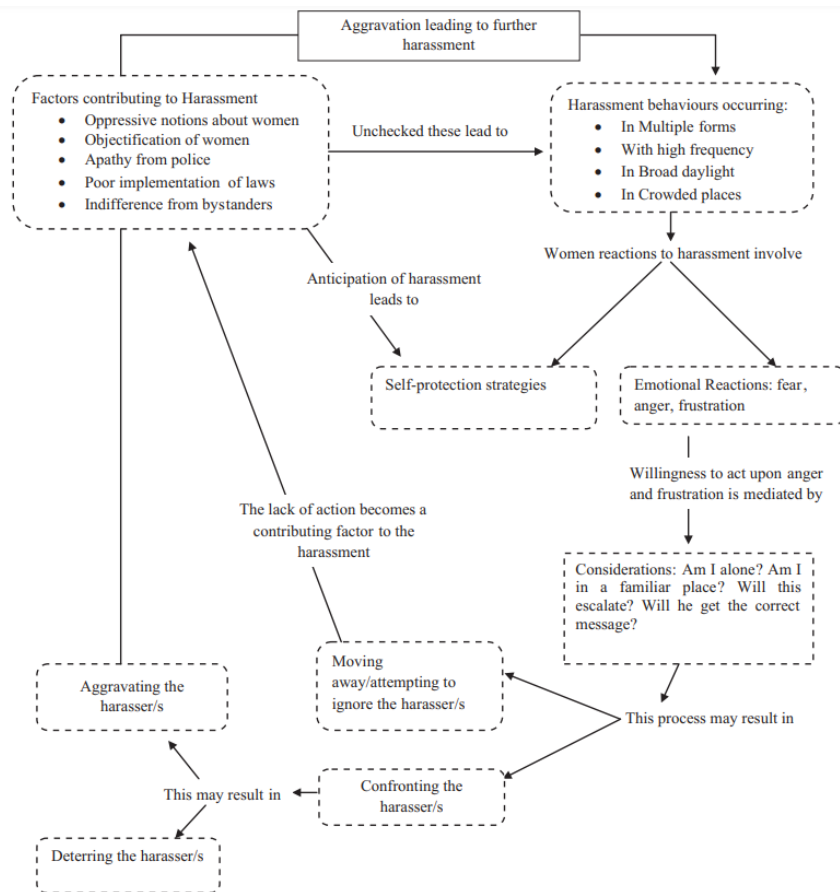 Aggravation leading to further
harassment
Factors contributing to Harassment
• Oppressive notions about women
• Objectification of women
• Apathy from police
• Poor implementation of laws
• Indifference from bystanders
Unchecked these lead to
Harassment behaviours occurring:
• In Multiple forms
• With high frequency
• In Broad daylight
• In Crowded places
Women reactions to harassment involve
Anticipation of harassment
leads to
Self-protection strategies
Emotional Reactions: fear,
anger, frustration
Willingness to act upon anger
and frustration is mediated by
The lack of action becomes a
contributing factor to the
harassment
Considerations: Am I alone? Am I
in a familiar place? Will this
escalate? Will he get the correct
message?
Moving
away/attempting to
ignore the harasser/s
Aggravating the
harasser/s
This process may result in
Confronting the
harasser/s
This may result in
Deterring the harasser/s